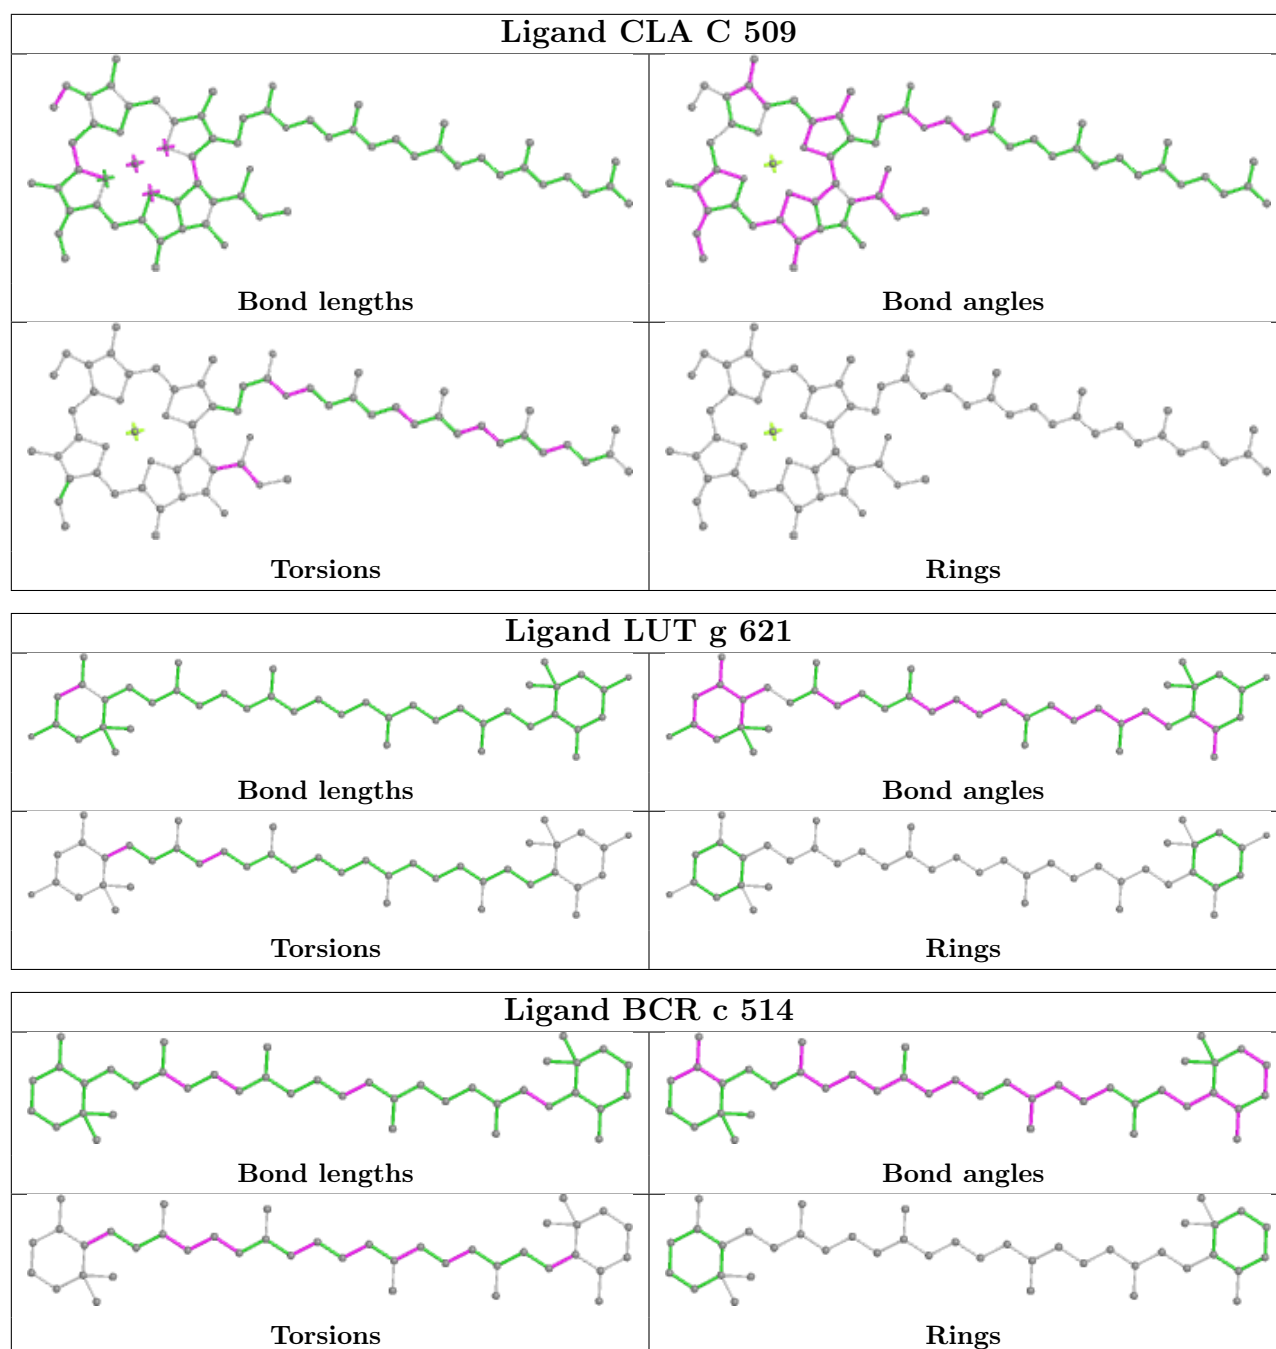 Ligand CLA C 509
Bond lengths
Bond angles
Torsions
Rings
Ligand LUT g 621
Bond lengths
Bond angles
Torsions
Rings
Ligand BCR c 514
Bond lengths
Bond angles
Torsions
Rings